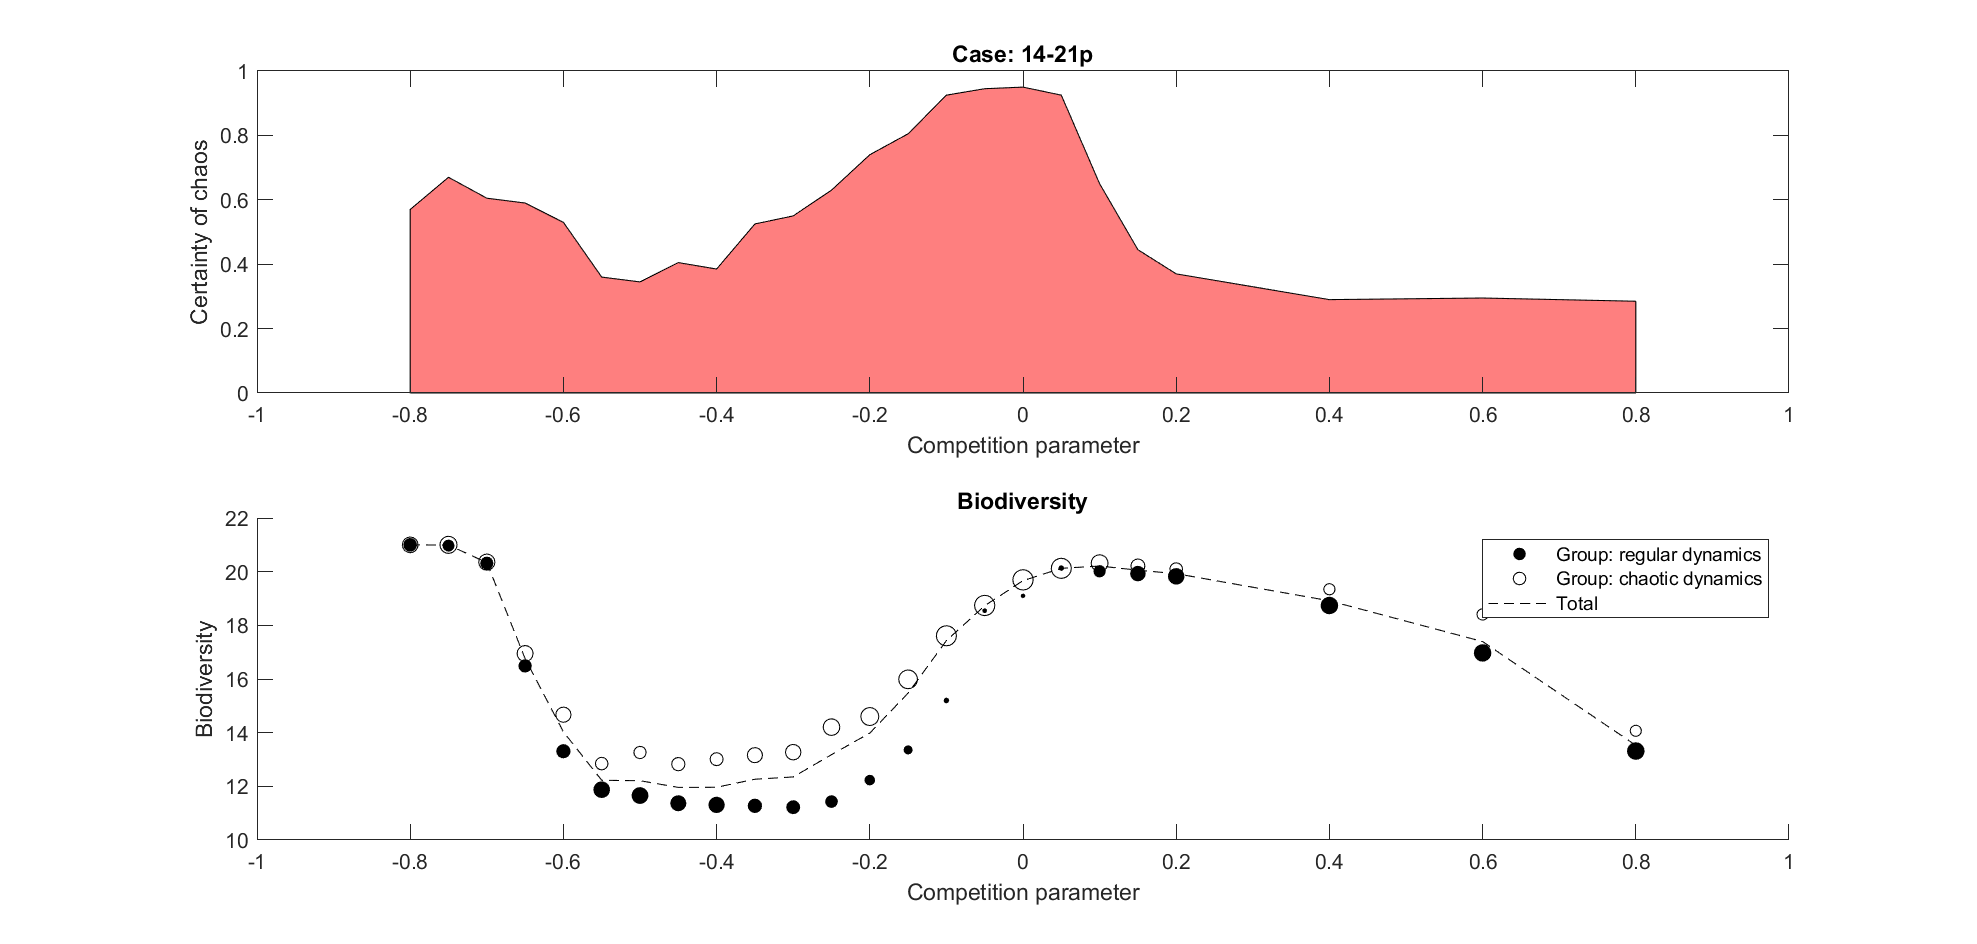 Case: 14-21p
1
0.8
0.6
0.4
0.2
0
Certainty of chaos
-1 -0.8 -0.6 -0.4 -0.2 0 0.2 0.4 0.6 0.8 1
Competition parameter
Biodiversity
22
20
18
16
14
12
10
Biodiversity
Group: regular dynamics
Group: chaotic dynamics
Total
-1 -0.8 -0.6 -0.4 -0.2 0 0.2 0.4 0.6 0.8 1
Competition parameter